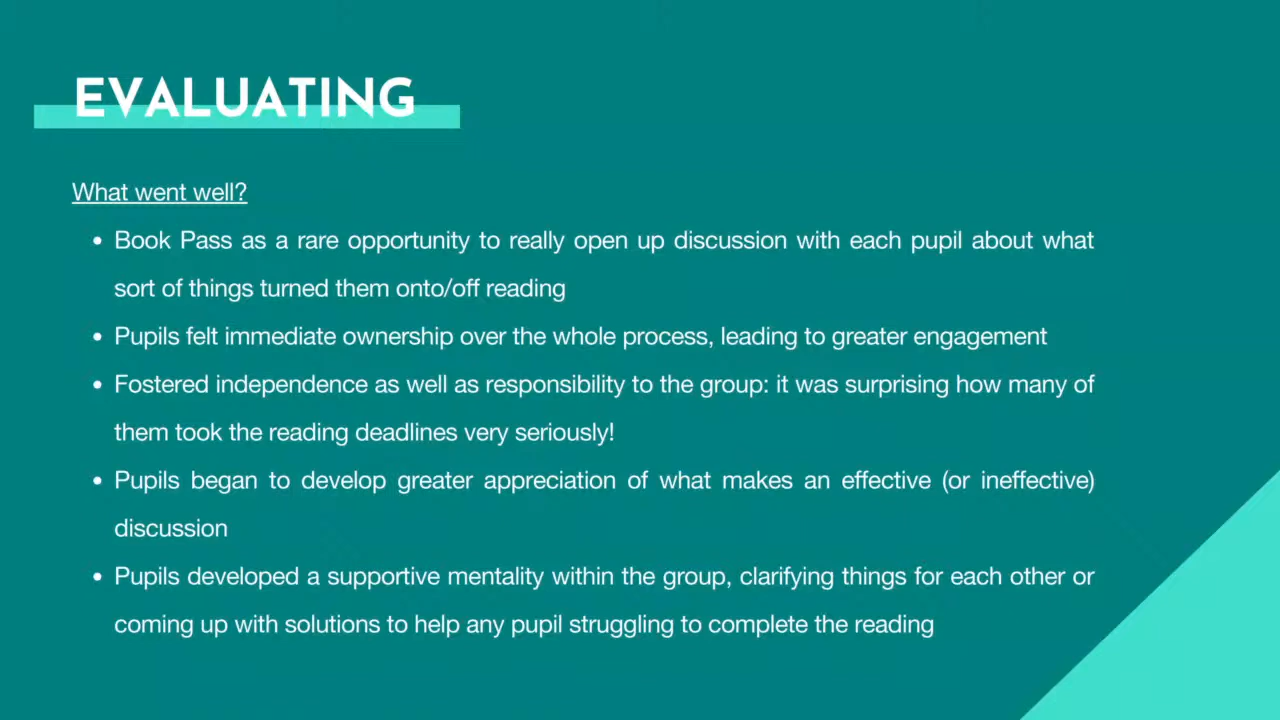 EVALUATING
What went well?
• Book Pass as a rare opportunity to really open up discussion with each pupil about what
sort of things turned them onto/off reading
• Pupils felt immediate ownership over the whole process, leading to greater engagement
• Fostered independence as well as responsibility to the group: it was surprising how many of
them took the reading deadlines very seriously!
• Pupils began to develop greater appreciation of what makes an effective (or ineffective)
discussion
• Pupils developed a supportive mentality within the group, clarifying things for each other or
coming up with solutions to help any pupil struggling to complete the reading